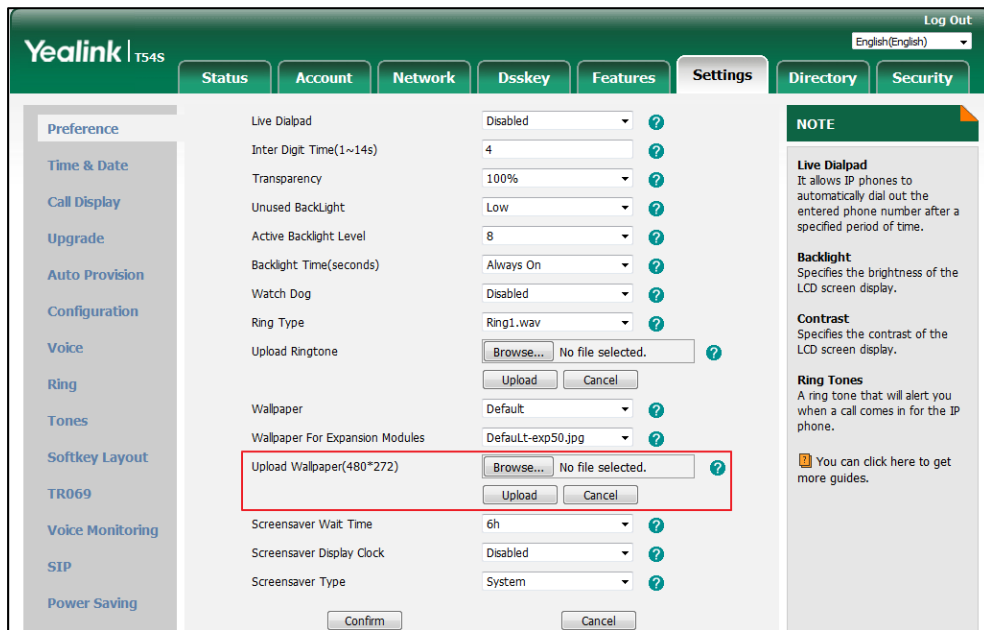 Log Out
Yealink | T54S
English(English)
Status Account Network Dsskey Features Settings Directory Security
Preference
Time & Date
Call Display
Upgrade
Auto Provision
Configuration
Voice
Ring
Tones
Softkey Layout
TR069
Voice Monitoring
SIP
Power Saving
Live Dialpad Disabled ?
Inter Digit Time(1~14s) 4 ?
Transparency 100% ?
Unused BackLight Low ?
Active Backlight Level 8 ?
Backlight Time(seconds) Always On ?
Watch Dog Disabled ?
Ring Type Ring1.wav ?
Upload Ringtone Browse... No file selected. ?
Upload Cancel
Wallpaper Default ?
Wallpaper For Expansion Modules DefauLt-exp50.jpg ?
Upload Wallpaper(480*272) Browse... No file selected. ?
Upload Cancel
Screensaver Wait Time 6h ?
Screensaver Display Clock Disabled ?
Screensaver Type System ?
Confirm Cancel
NOTE
Live Dialpad
It allows IP phones to
automatically dial out the
entered phone number after a
specified period of time.
Backlight
Specifies the brightness of the
LCD screen display.
Contrast
Specifies the contrast of the
LCD screen display.
Ring Tones
A ring tone that will alert you
when a call comes in for the IP
phone.
? You can click here to get
more guides.